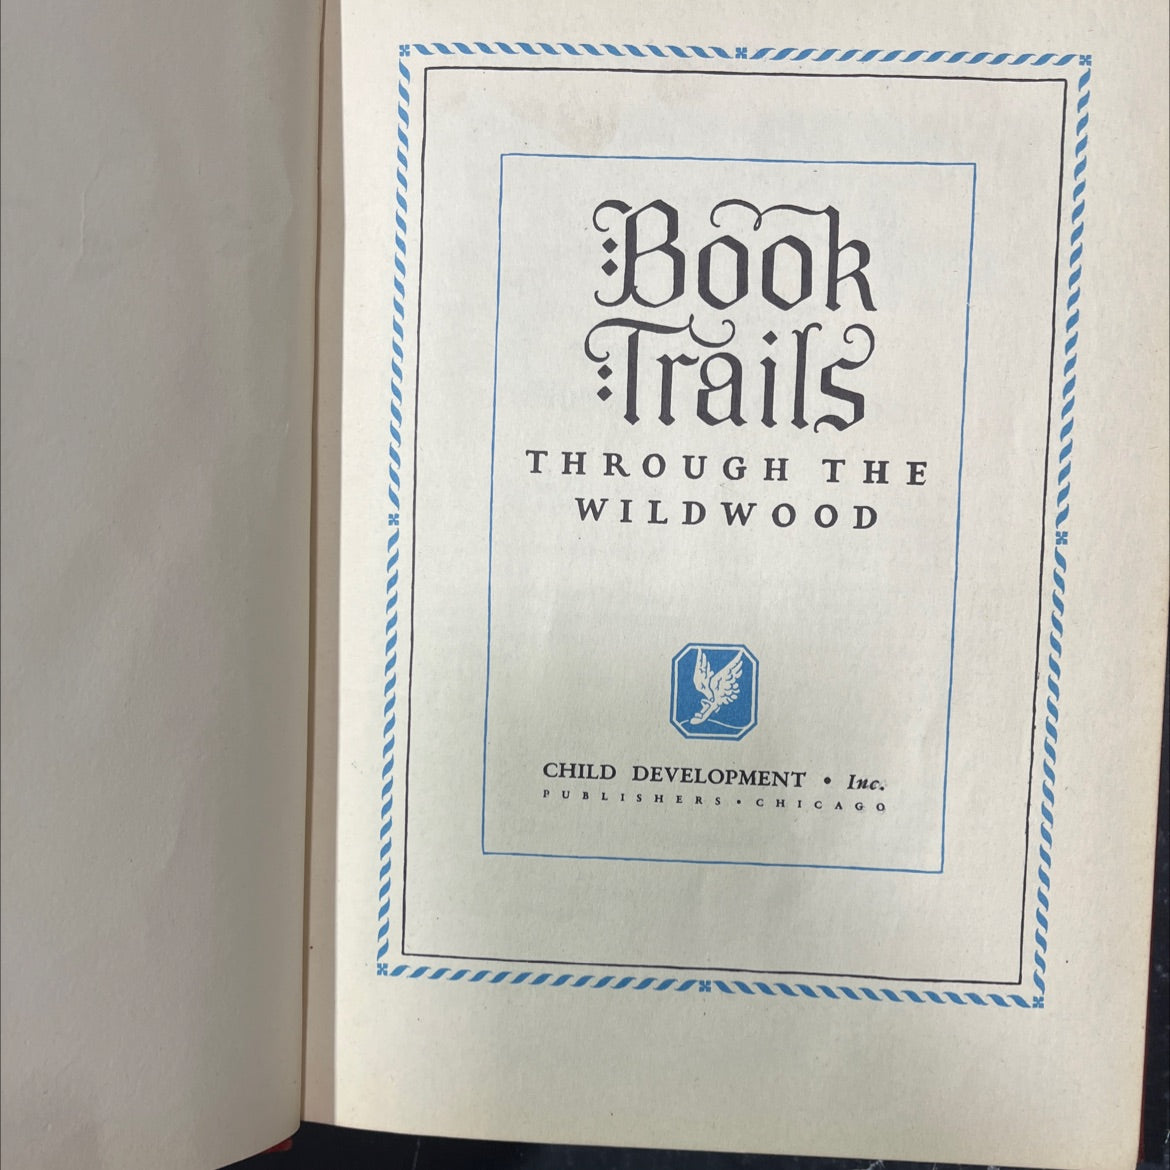 Book
Trails
THROUGH THE
WILDWOOD
CHILD DEVELOPMENT • Inc.
PUBLISHERS • CHICAGO